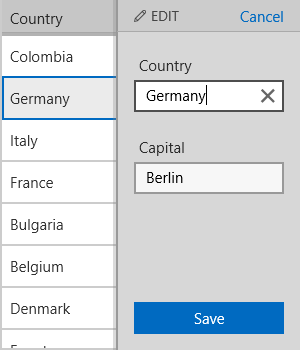 Country
Colombia
Germany
Italy
France
Bulgaria
Belgium
Denmark
EDIT
Cancel
Country
Germany
Capital
Berlin
Save